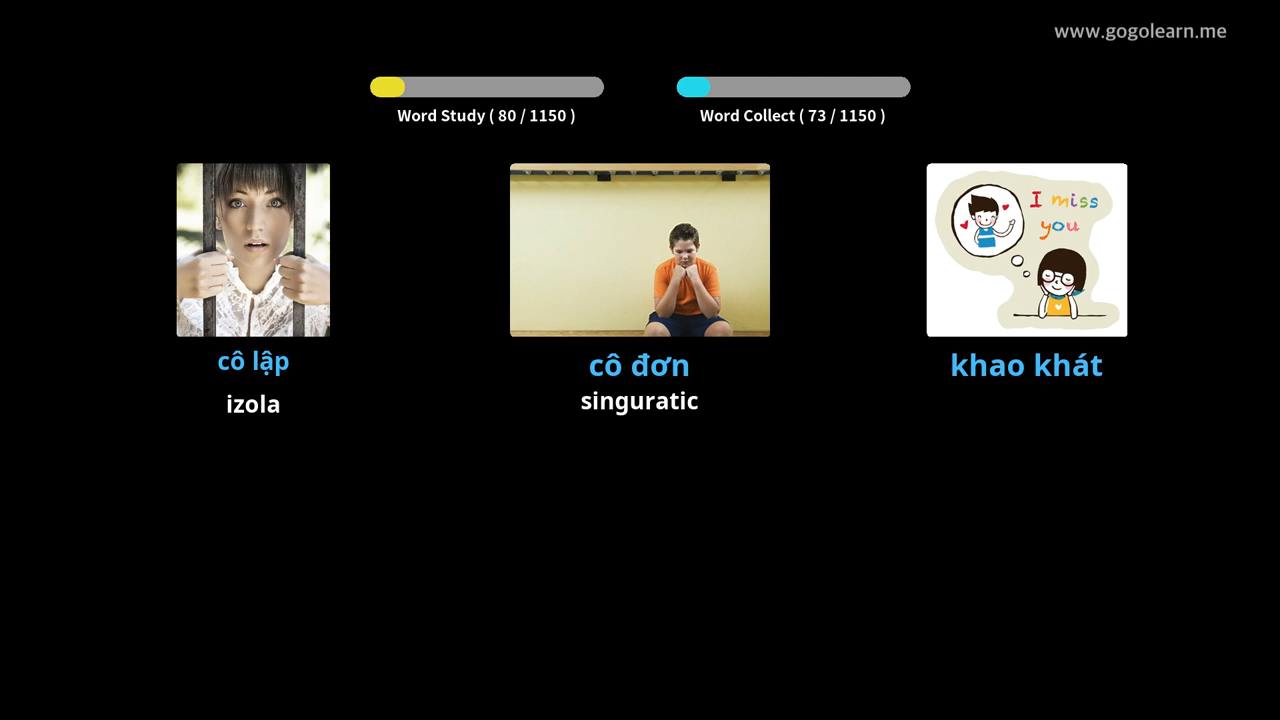 www.gogolearn.me
Word Study ( 80 / 1150 )
Word Collect ( 73 / 1150 )
I miss
you
cô lập
izola
cô đơn
singuratic
khao khát